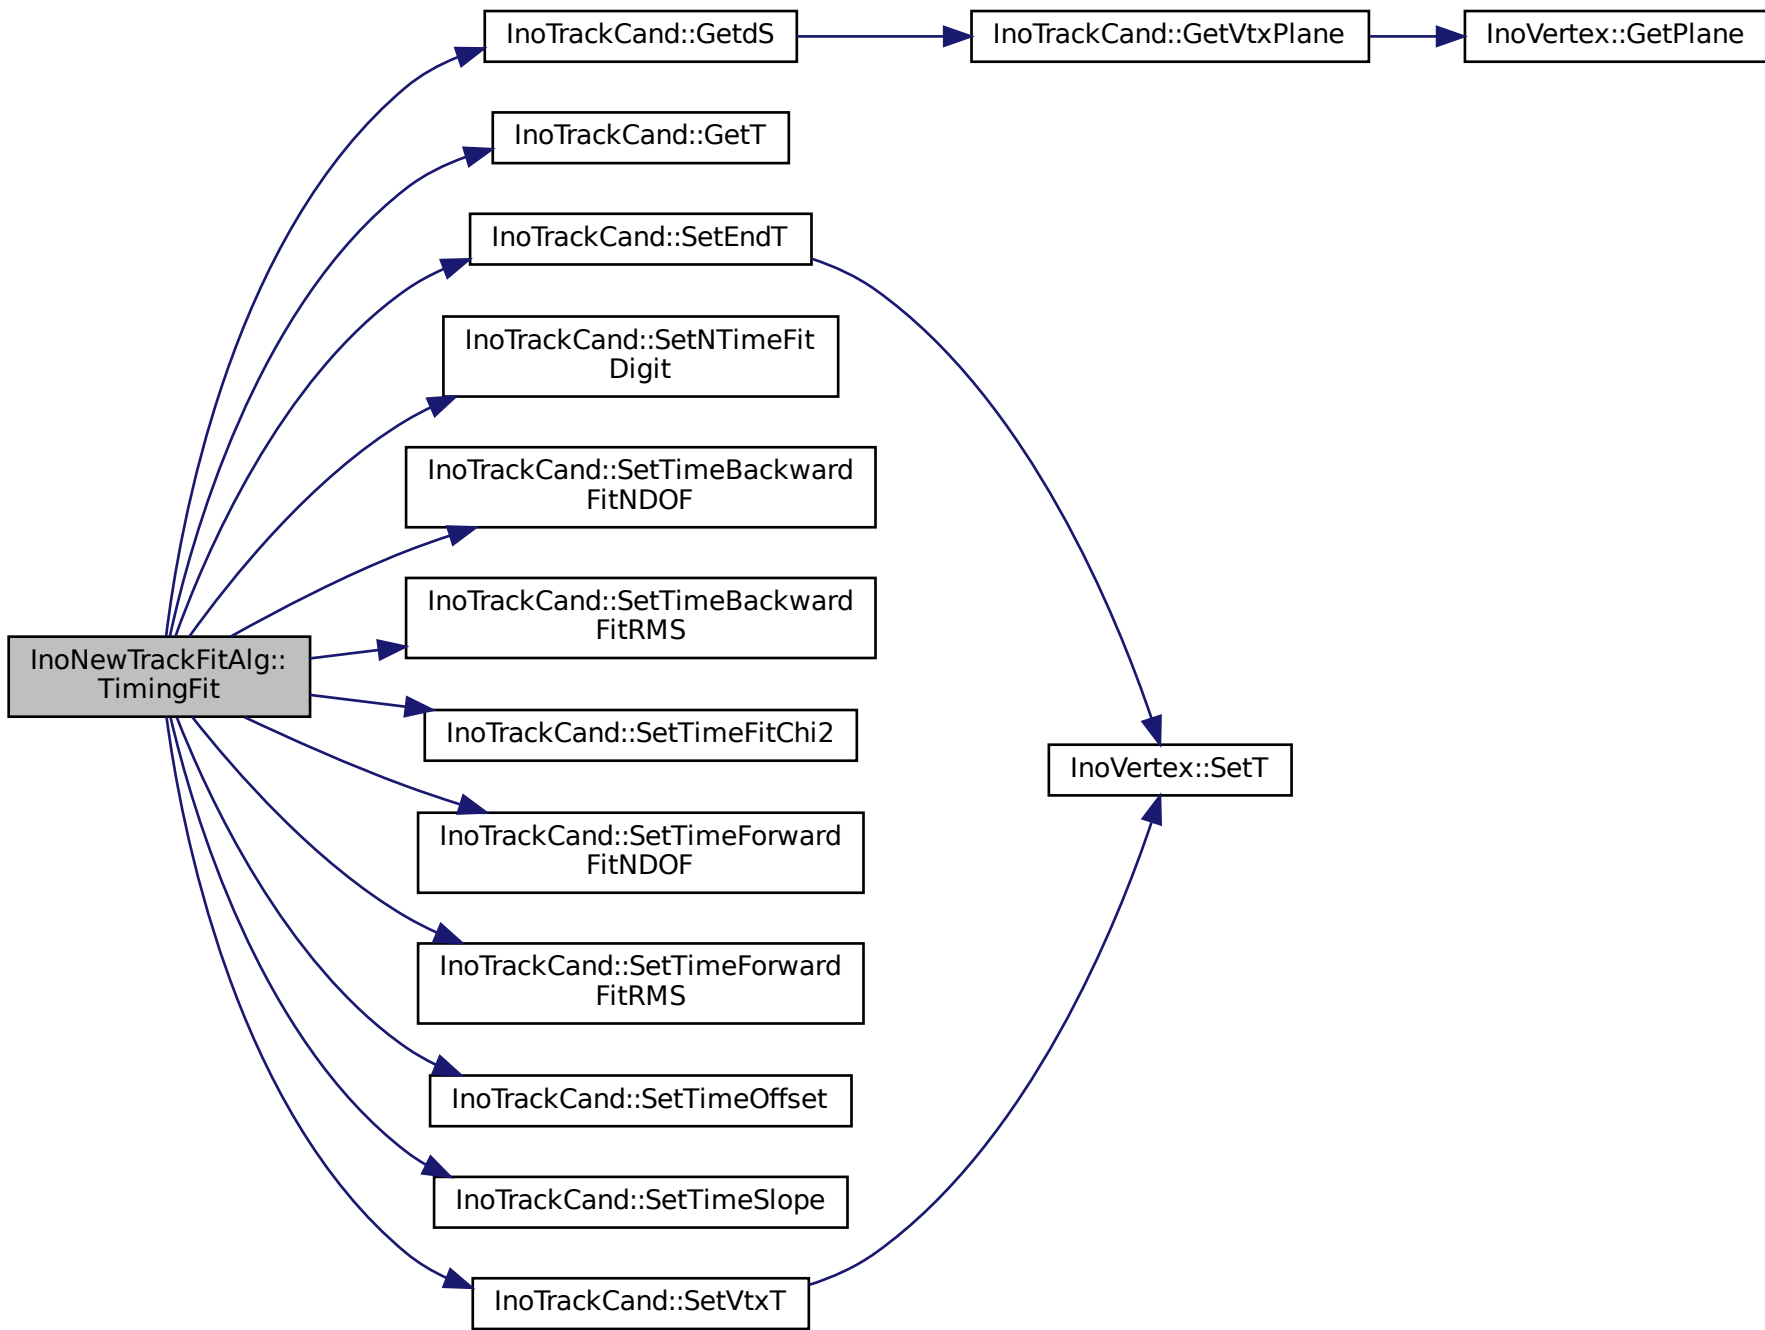 InoTrackCand::GetdS
InoTrackCand::GetVtxPlane
InoVertex::GetPlane
InoTrackCand::GetT
InoTrackCand::SetEndT
InoTrackCand::SetNTimeFit
Digit
InoTrackCand::SetTimeBackward
FitNDOF
InoTrackCand::SetTimeBackward
FitRMS
InoNewTrackFitAlg::
TimingFit
InoTrackCand::SetTimeFitChi2
InoVertex::SetT
InoTrackCand::SetTimeForward
FitNDOF
InoTrackCand::SetTimeForward
FitRMS
InoTrackCand::SetTimeOffset
InoTrackCand::SetTimeSlope
InoTrackCand::SetVtxT